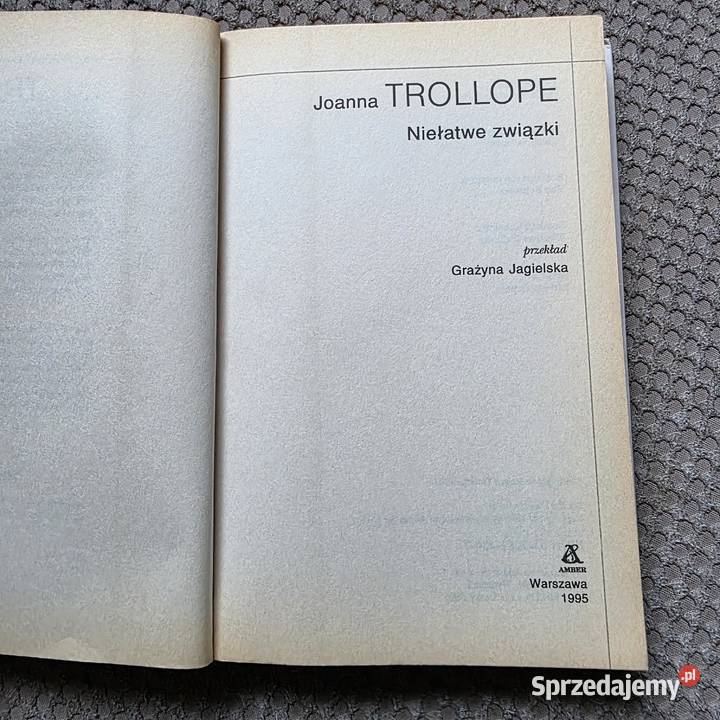 Joanna TROLLOPE
Niełatwe związki
przekład
Grażyna Jagielska
AMBER
Warszawa
1995
Sprzedajemy.pl